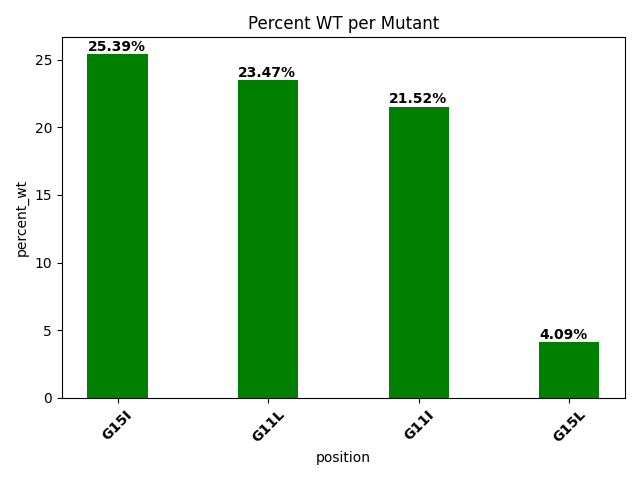 Percent WT per Mutant
25.39%
23.47%
21.52%
4.09%
percent_wt
25
20
15
10
5
0
G15I
G11L
G11I
G15L
position